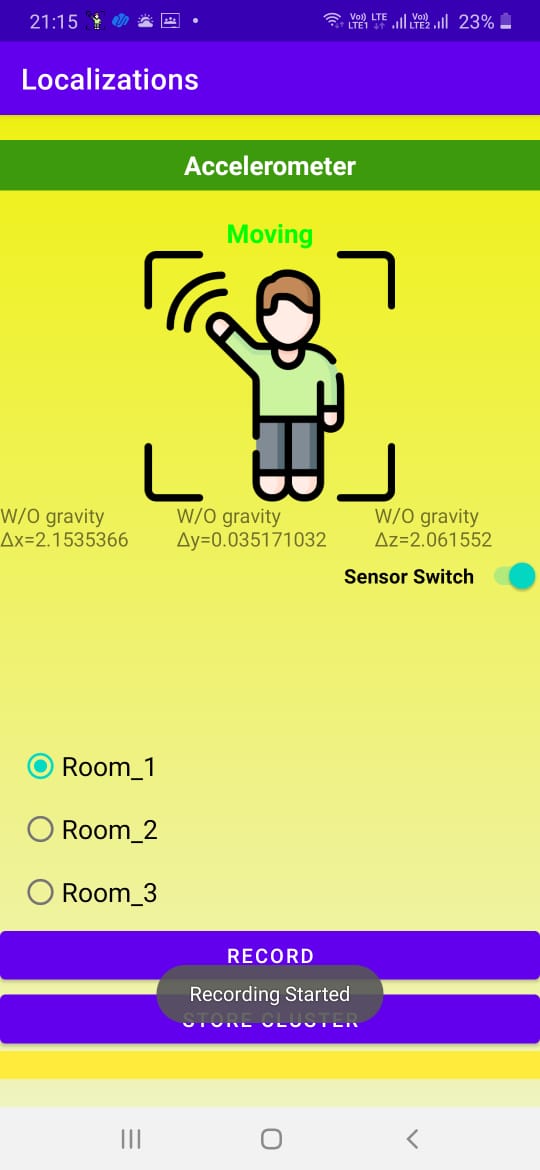 21:15 Vo)) LTE1 LTE Vo)) LTE2 23%
Localizations
Accelerometer
Moving
W/O gravity W/O gravity W/O gravity
Δx=2.1535366 Δy=0.035171032 Δz=2.061552
Sensor Switch
Room_1
Room_2
Room_3
RECORD
Recording Started
STORE CLUSTER